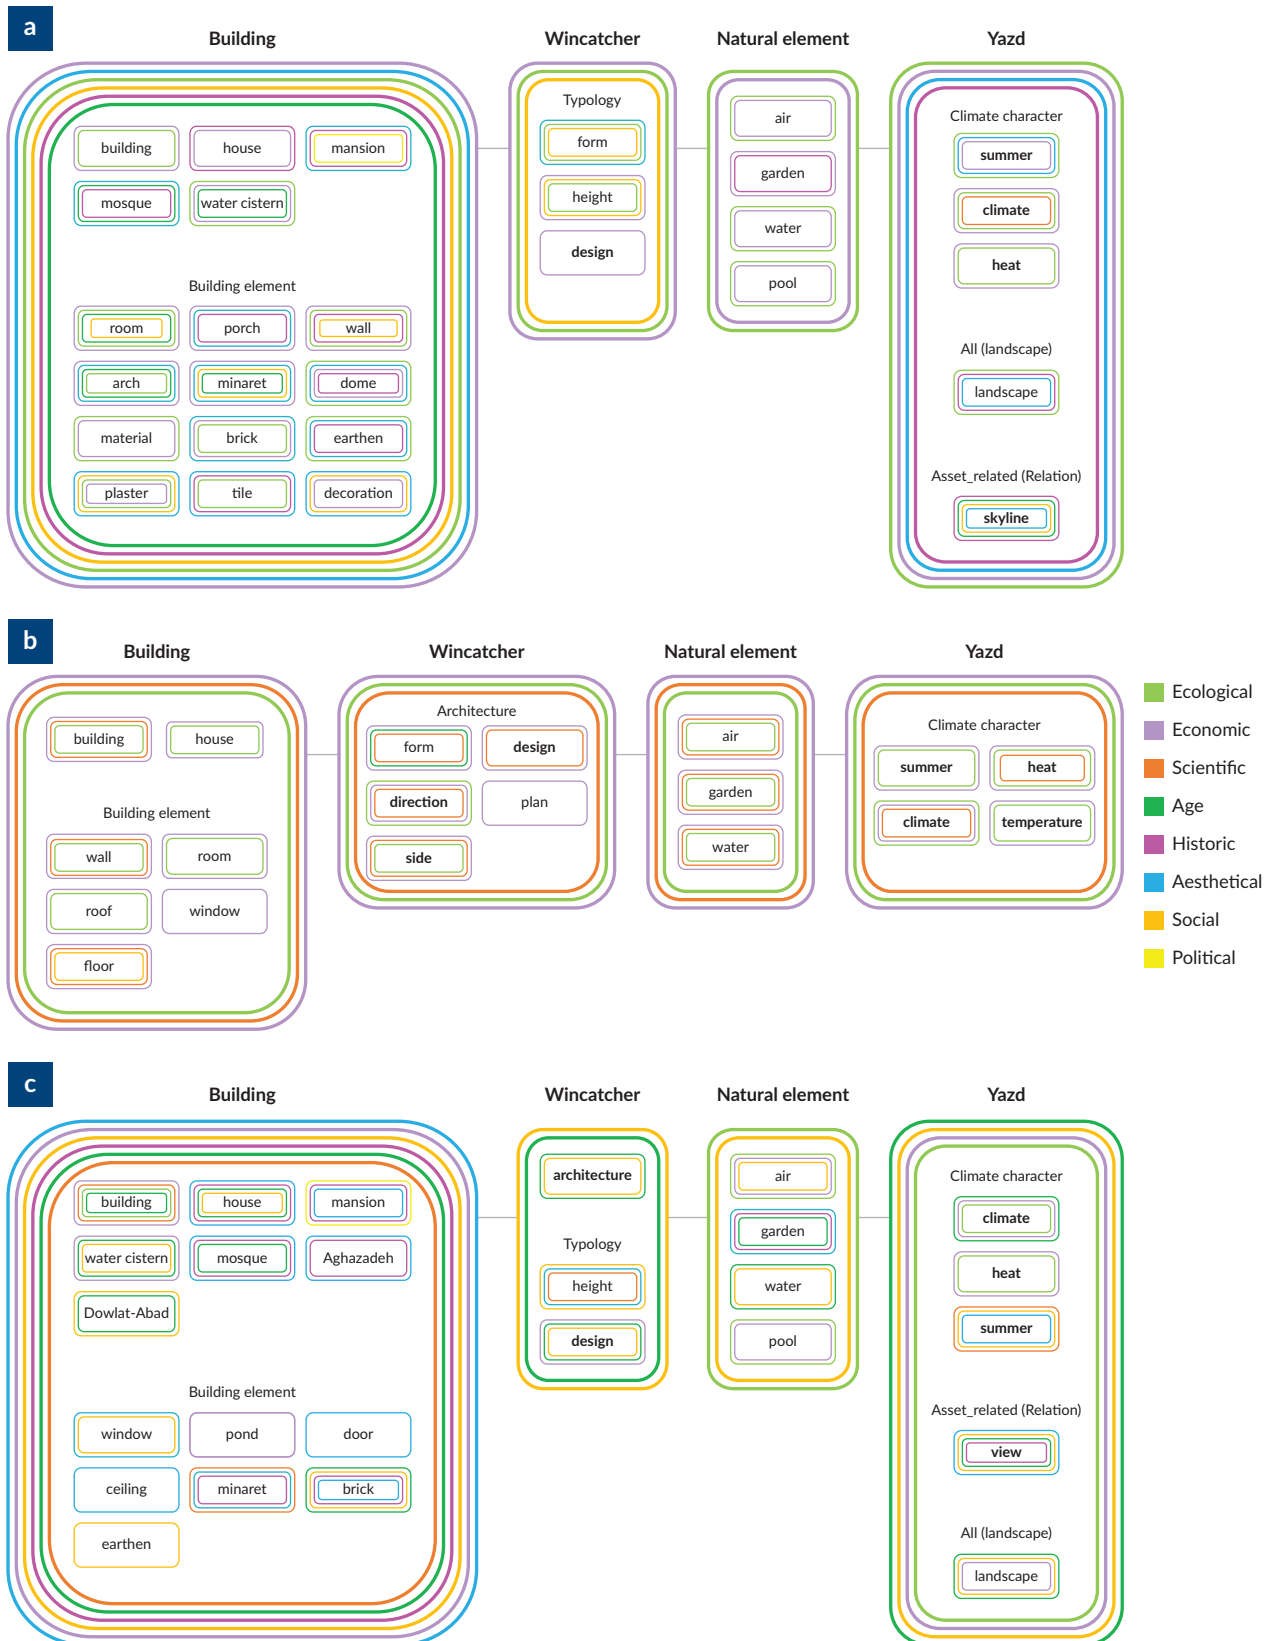 a
Building
Wincatcher
Natural element
Yazd
building
house
mansion
mosque
water cistern
Building element
room
porch
wall
arch
minaret
dome
material
brick
earthen
plaster
tile
decoration
Typology
form
height
design
air
garden
water
pool
Climate character
summer
climate
heat
All (landscape)
landscape
Asset_related (Relation)
skyline
b
Building
Wincatcher
Natural element
Yazd
building
house
Building element
wall
room
roof
window
floor
Architecture
form
design
direction
plan
side
air
garden
water
Climate character
summer
heat
climate
temperature
Ecological
Economic
Scientific
Age
Historic
Aesthetical
Social
Political
c
Building
Wincatcher
Natural element
Yazd
building
house
mansion
water cistern
mosque
Aghazadeh
Dowlat-Abad
Building element
window
pond
door
ceiling
minaret
brick
earthen
architecture
Typology
height
design
air
garden
water
pool
Climate character
climate
heat
summer
Asset_related (Relation)
view
All (landscape)
landscape